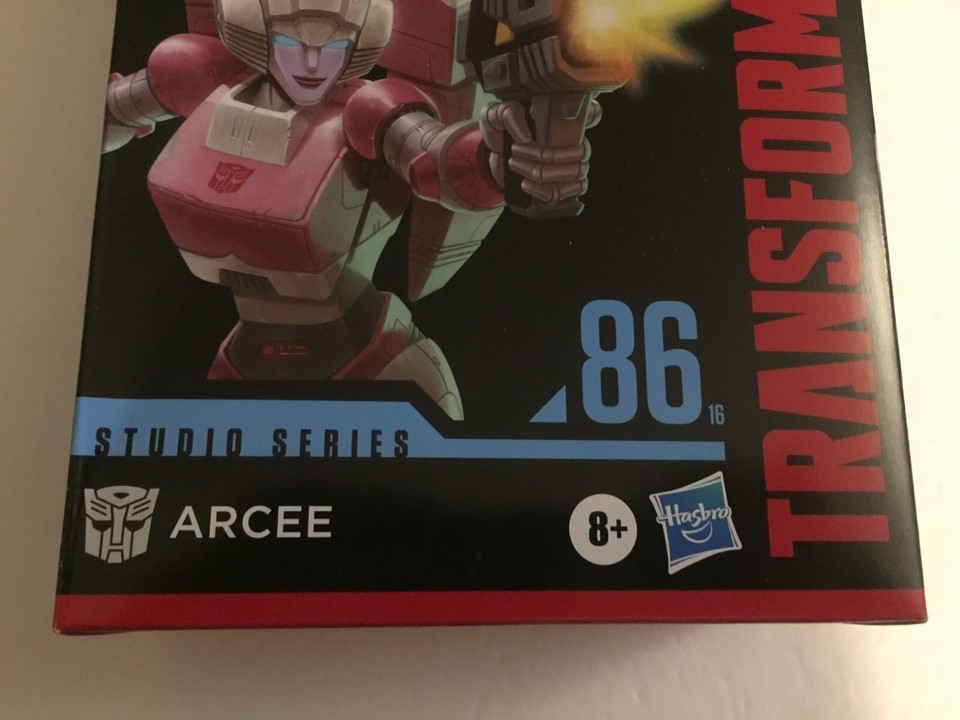 TRANSFORM
86
16
STUDIO SERIES
ARCEE
8+
Hasbro